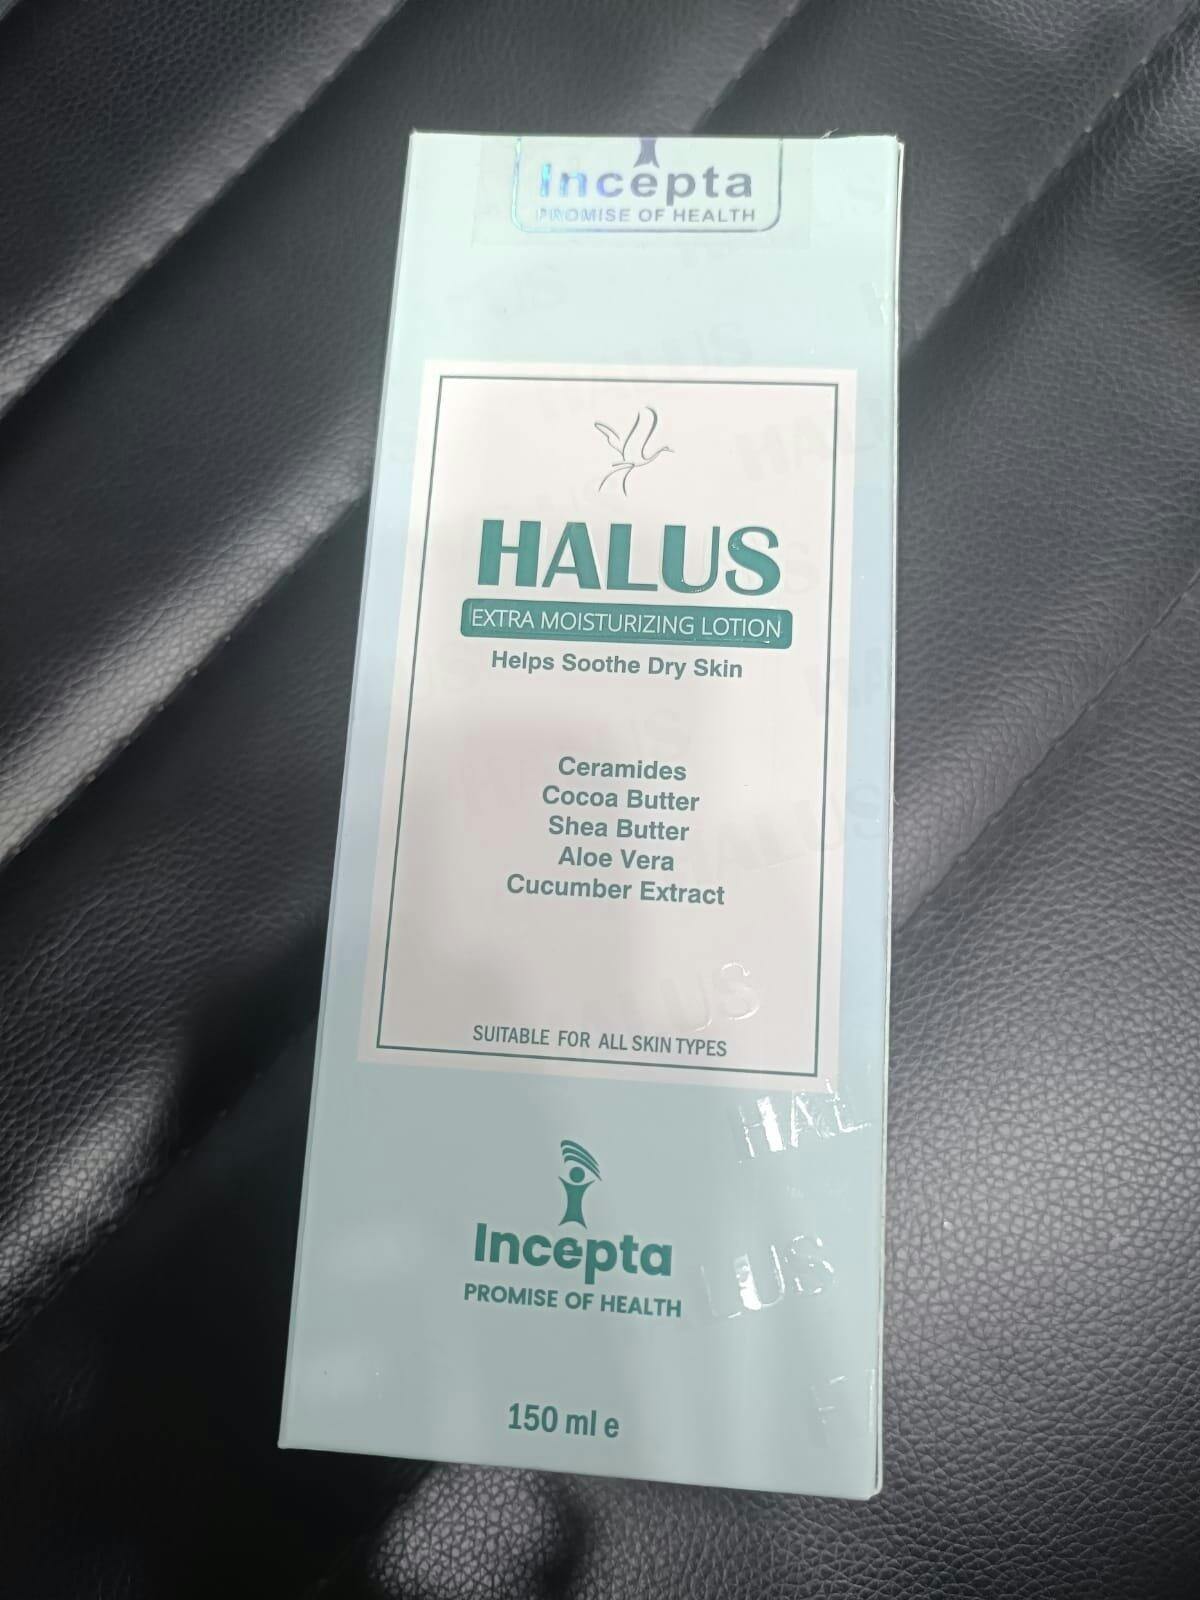 Incepta
PROMISE OF HEALTH
HALUS
EXTRA MOISTURIZING LOTION
Helps Soothe Dry Skin
Ceramides
Cocoa Butter
Shea Butter
Aloe Vera
Cucumber Extract
SUITABLE FOR ALL SKIN TYPES
Incepta
PROMISE OF HEALTH
150 ml e